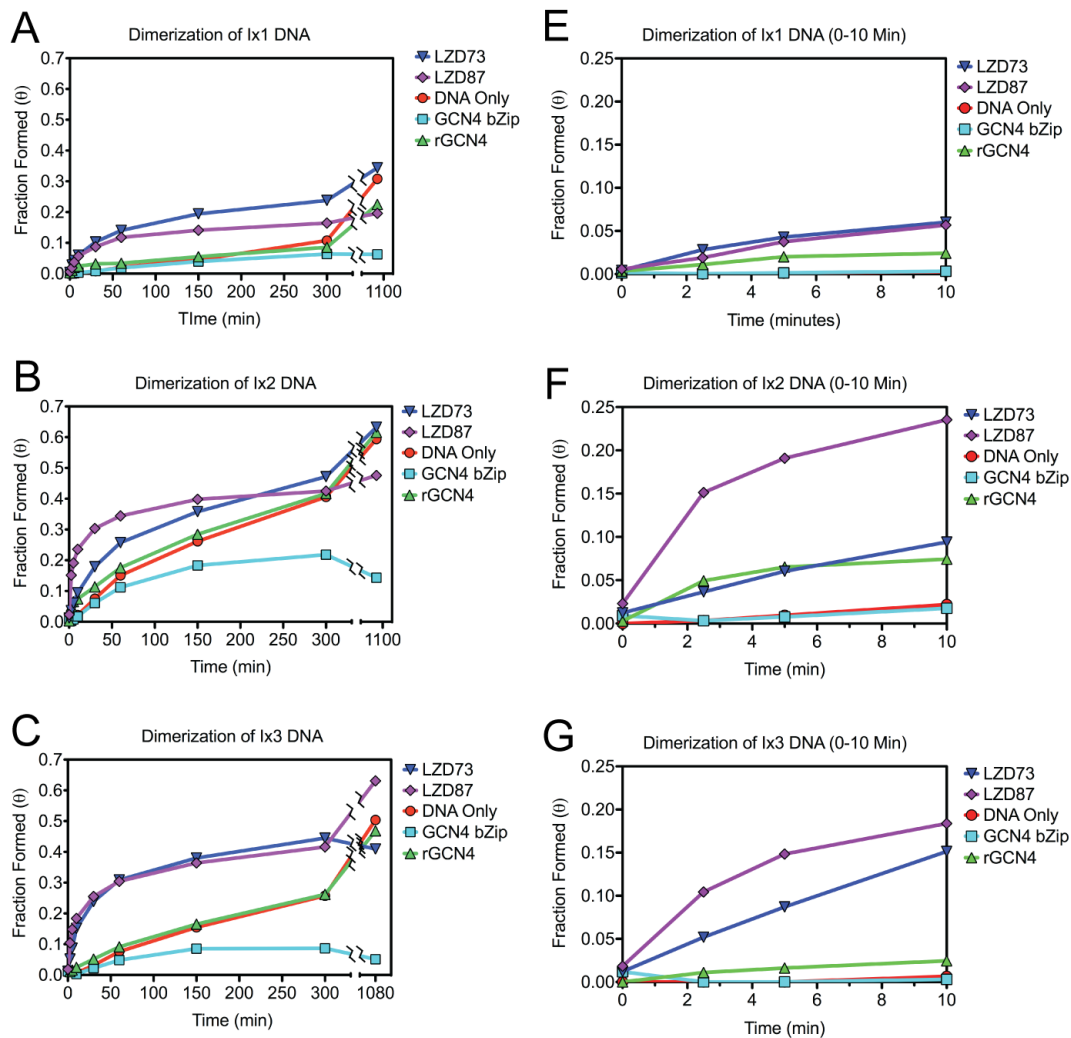 A
Dimerization of Ix1 DNA
0.7
0.6
0.5
0.4
0.3
0.2
0.1
0.0
Fraction Formed (θ)
0 50 100 150 200 250 300 1100
TIme (min)
LZD73
LZD87
DNA Only
GCN4 bZip
rGCN4
E
Dimerization of Ix1 DNA (0-10 Min)
0.25
0.20
0.15
0.10
0.05
0.00
Fraction Formed (θ)
0 2 4 6 8 10
Time (minutes)
LZD73
LZD87
DNA Only
GCN4 bZip
rGCN4
B
Dimerization of Ix2 DNA
0.7
0.6
0.5
0.4
0.3
0.2
0.1
0.0
Fraction Formed (θ)
0 50 100 150 200 250 300 1100
Time (min)
LZD73
LZD87
DNA Only
GCN4 bZip
rGCN4
F
Dimerization of Ix2 DNA (0-10 Min)
0.25
0.20
0.15
0.10
0.05
0.00
Fraction Formed (θ)
0 2 4 6 8 10
Time (min)
LZD73
LZD87
DNA Only
GCN4 bZip
rGCN4
C
Dimerization of Ix3 DNA
0.7
0.6
0.5
0.4
0.3
0.2
0.1
0.0
Fraction Formed (θ)
0 50 100 150 200 250 300 1080
Time (min)
LZD73
LZD87
DNA Only
GCN4 bZip
rGCN4
G
Dimerization of Ix3 DNA (0-10 Min)
0.25
0.20
0.15
0.10
0.05
0.00
Fraction Formed (θ)
0 2 4 6 8 10
Time (min)
LZD73
LZD87
DNA Only
GCN4 bZip
rGCN4